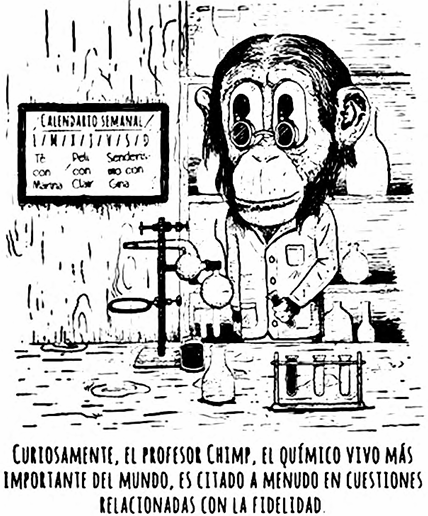 CALENDARIO SEMANAL
L/M/X/J/V/S/D
Té Peli Senderis-
con con mo con
Marina Clair Gina
CURIOSAMENTE, EL PROFESOR CHIMP, EL QUÍMICO VIVO MÁS
IMPORTANTE DEL MUNDO, ES CITADO A MENUDO EN CUESTIONES
RELACIONADAS CON LA FIDELIDAD.